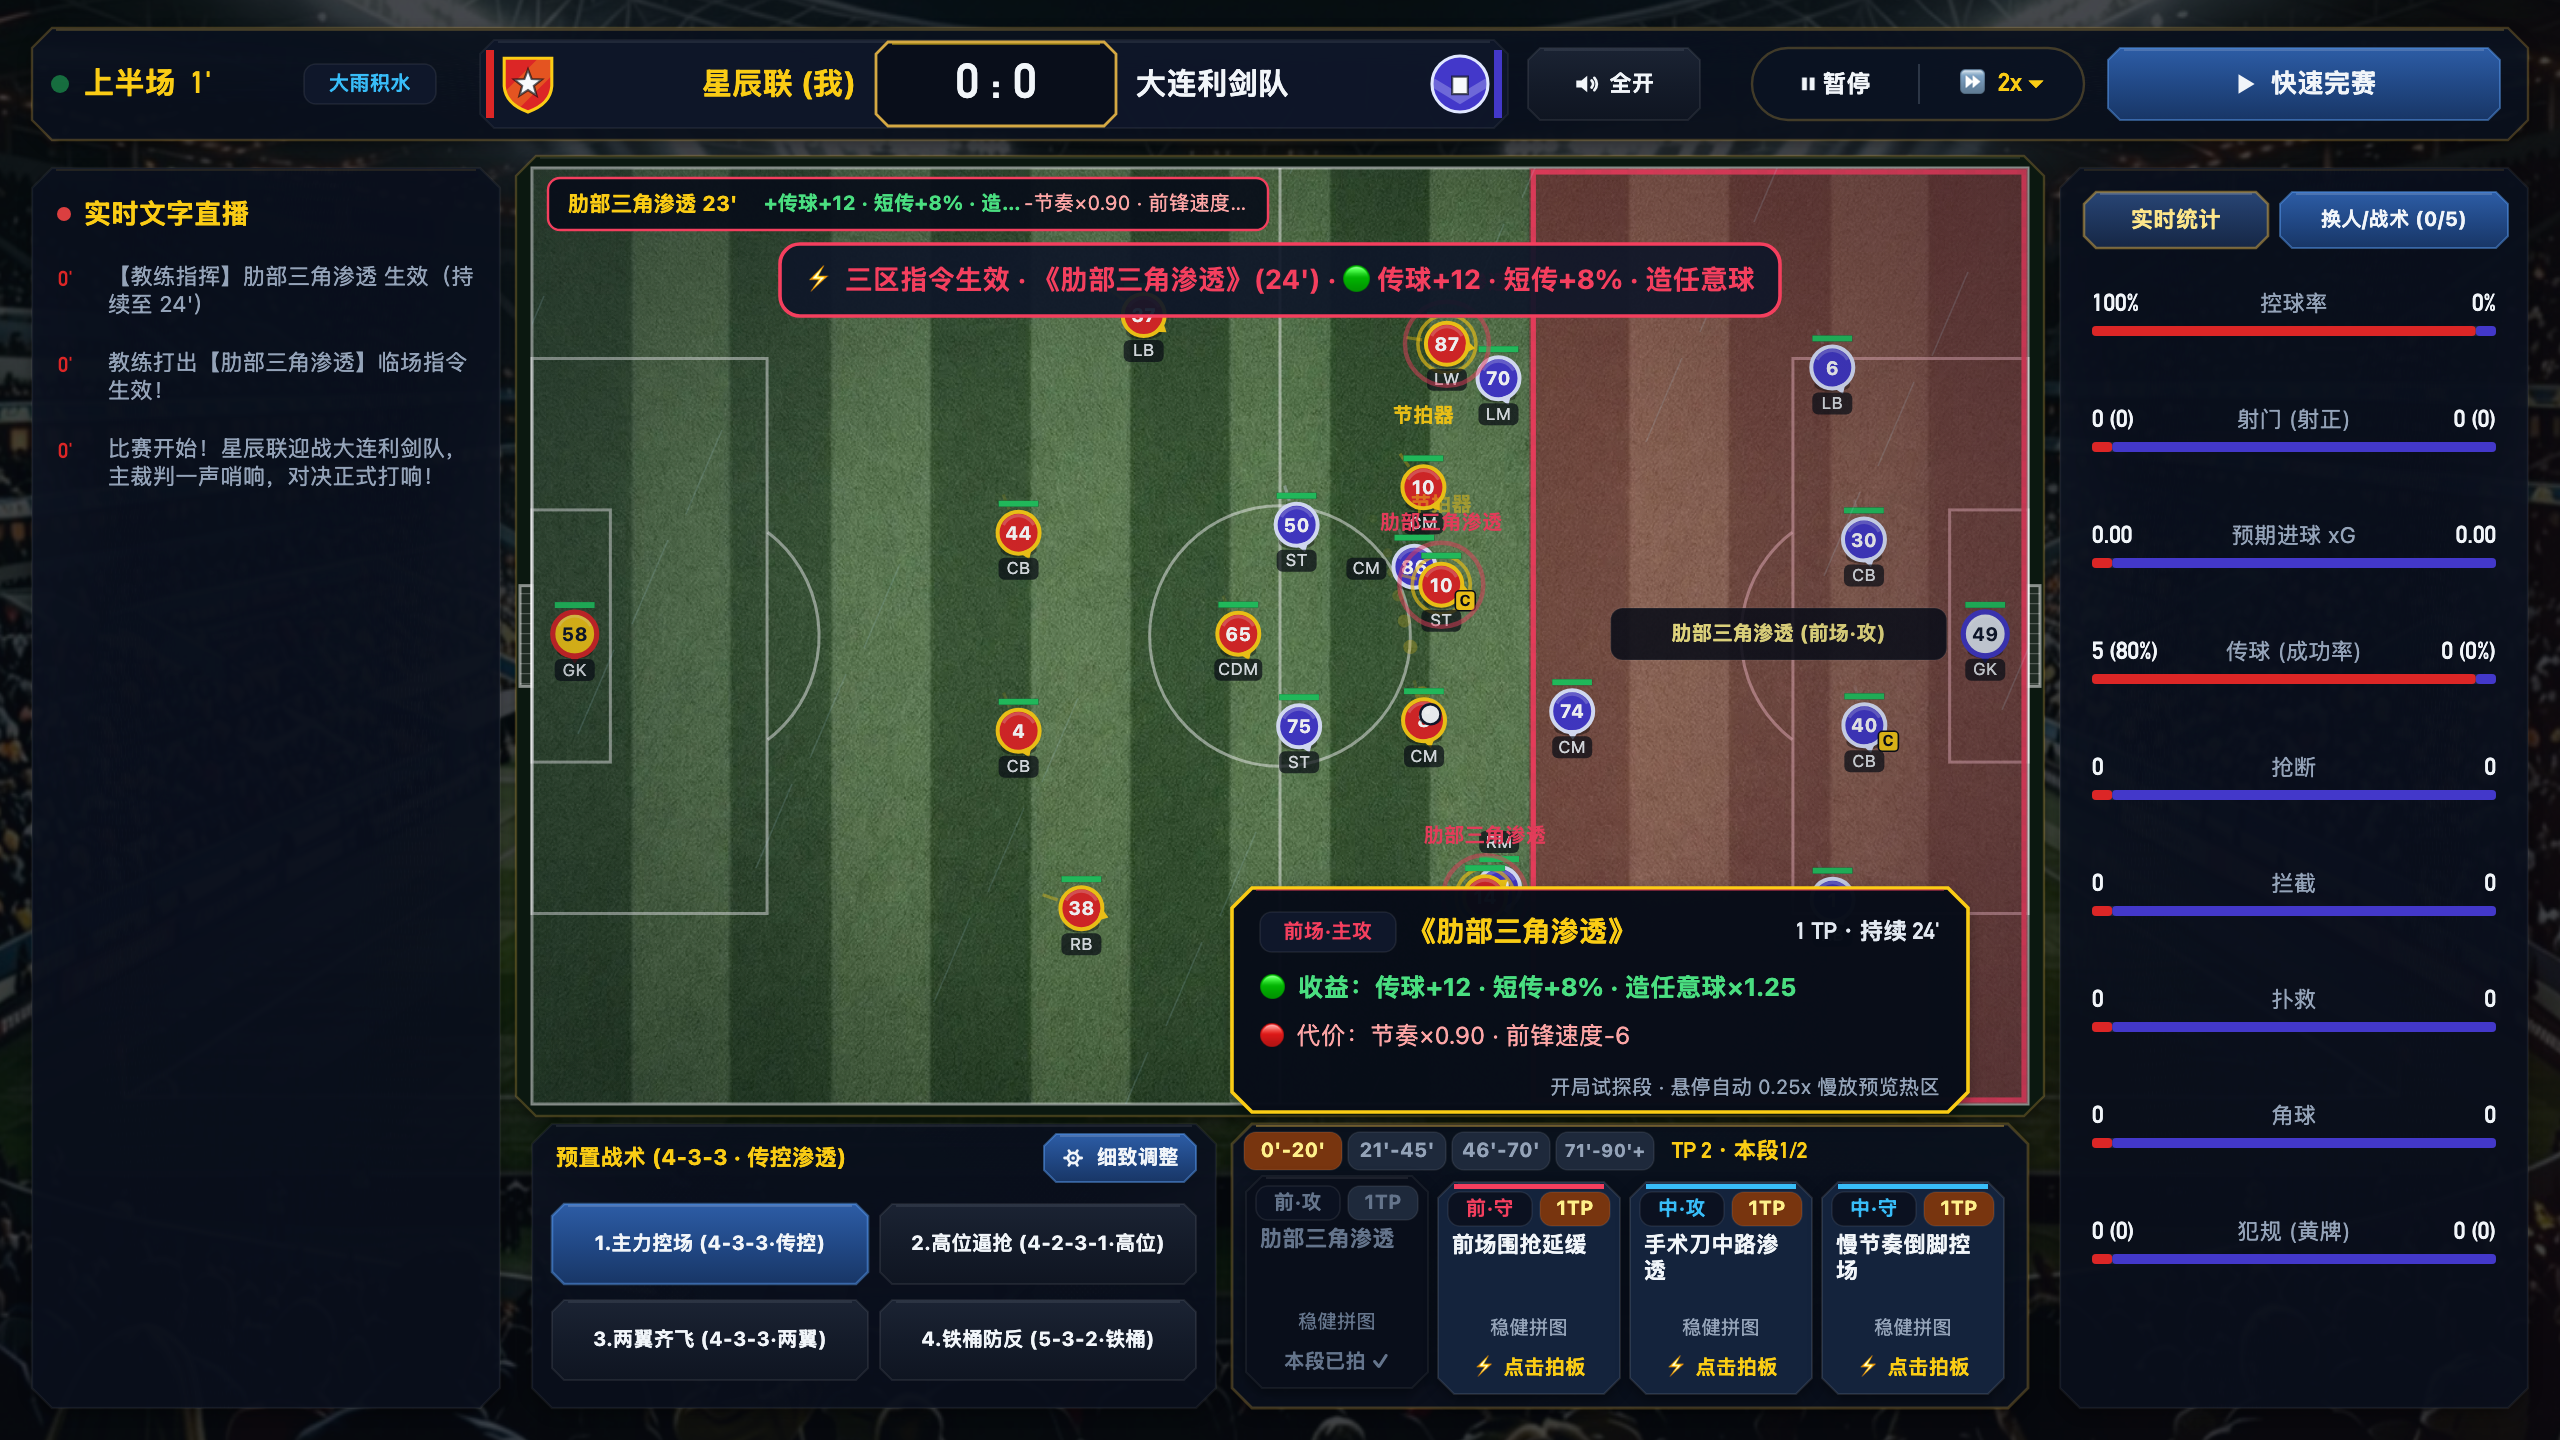 上半场 1'
大雨积水
星辰联 (我)
0 : 0
大连利剑队
全开
暂停
2x
快速完赛
实时文字直播
0' 【教练指挥】肋部三角渗透 生效（持
续至 24'）
0' 教练打出【肋部三角渗透】临场指令
生效！
0' 比赛开始！星辰联迎战大连利剑队，
主裁判一声哨响，对决正式打响！
肋部三角渗透 23' +传球+12 · 短传+8% · 造... -节奏×0.90 · 前锋速度...
三区指令生效 · 《肋部三角渗透》(24') · 传球+12 · 短传+8% · 造任意球
LB
87
LW
70
LM
节拍器
6
LB
10
CM
节拍器
肋部三角渗透
44
CB
50
ST
CM
86
10
C
ST
30
CB
58
GK
65
CDM
肋部三角渗透 (前场·攻)
49
GK
4
CB
75
ST
CM
74
CM
40
C
CB
肋部三角渗透
RM
38
RB
前场·主攻
《肋部三角渗透》
1 TP · 持续 24'
收益：传球+12 · 短传+8% · 造任意球×1.25
代价：节奏×0.90 · 前锋速度-6
开局试探段 · 悬停自动 0.25x 慢放预览热区
预置战术 (4-3-3 · 传控渗透)
细致调整
1.主力控场 (4-3-3·传控)
2.高位逼抢 (4-2-3-1·高位)
3.两翼齐飞 (4-3-3·两翼)
4.铁桶防反 (5-3-2·铁桶)
0'-20'
21'-45'
46'-70'
71'-90'+
TP 2 · 本段1/2
前·攻
1TP
肋部三角渗透
稳健拼图
本段已拍 ✓
前·守
1TP
前场围抢延缓
稳健拼图
⚡ 点击拍板
中·攻
1TP
手术刀中路渗
透
稳健拼图
⚡ 点击拍板
中·守
1TP
慢节奏倒脚控
场
稳健拼图
⚡ 点击拍板
实时统计
换人/战术 (0/5)
100% 控球率 0%
0 (0) 射门 (射正) 0 (0)
0.00 预期进球 xG 0.00
5 (80%) 传球 (成功率) 0 (0%)
0 抢断 0
0 拦截 0
0 扑救 0
0 角球 0
0 (0) 犯规 (黄牌) 0 (0)